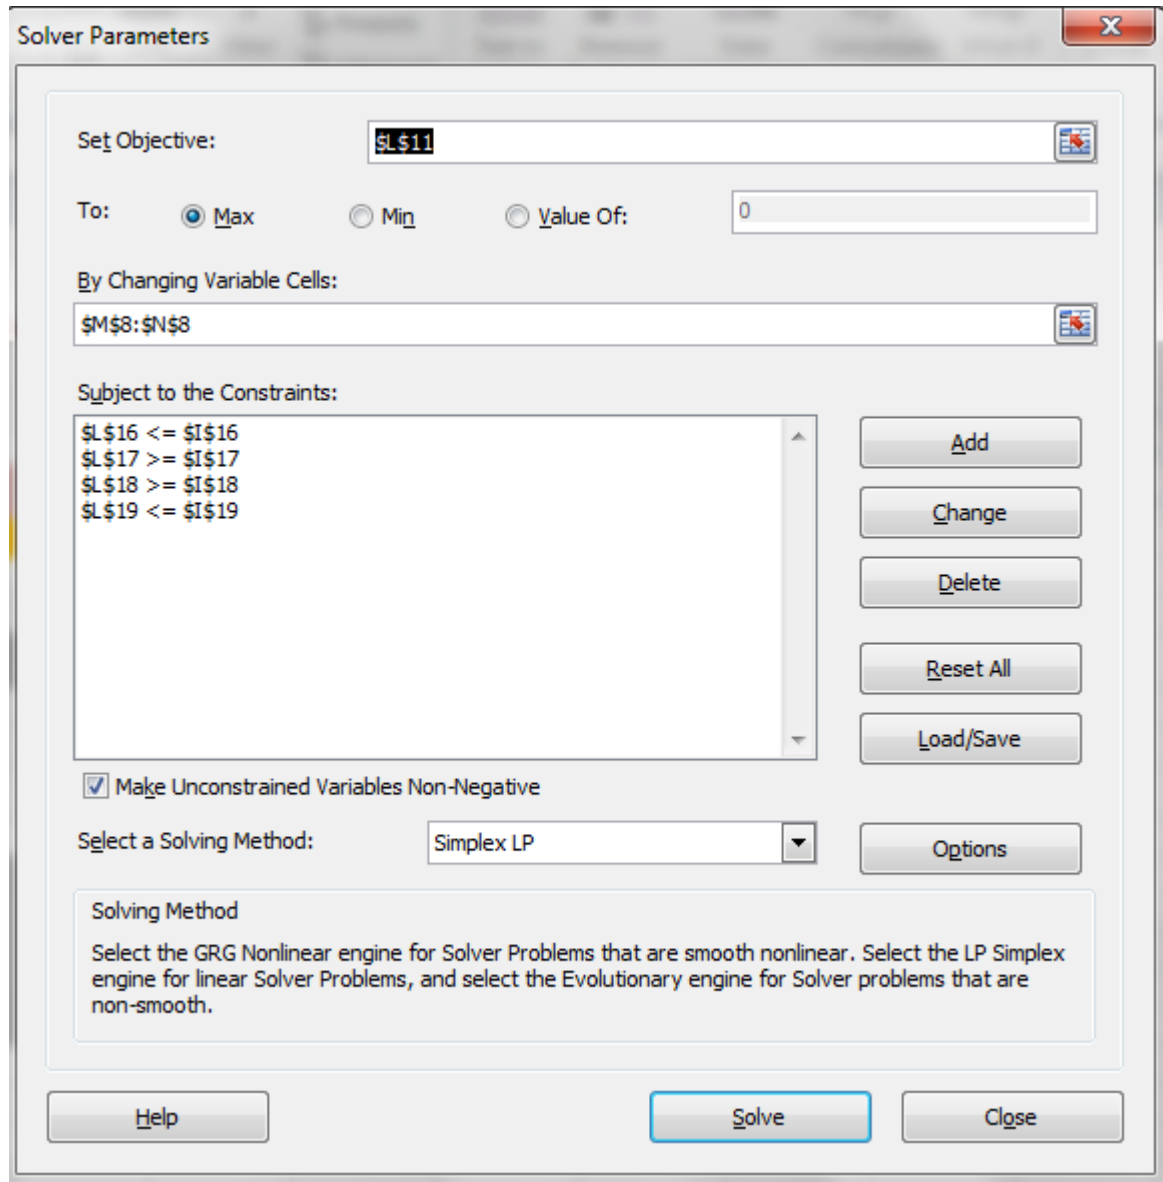 Solver Parameters
Set Objective:
$L$11
To:
Max
Min
Value Of:
0
By Changing Variable Cells:
$M$8:$N$8
Subject to the Constraints:
$L$16 <= $I$16
$L$17 >= $I$17
$L$18 >= $I$18
$L$19 <= $I$19
Add
Change
Delete
Reset All
Load/Save
Make Unconstrained Variables Non-Negative
Select a Solving Method:
Simplex LP
Options
Solving Method
Select the GRG Nonlinear engine for Solver Problems that are smooth nonlinear. Select the LP Simplex
engine for linear Solver Problems, and select the Evolutionary engine for Solver problems that are
non-smooth.
Help
Solve
Close